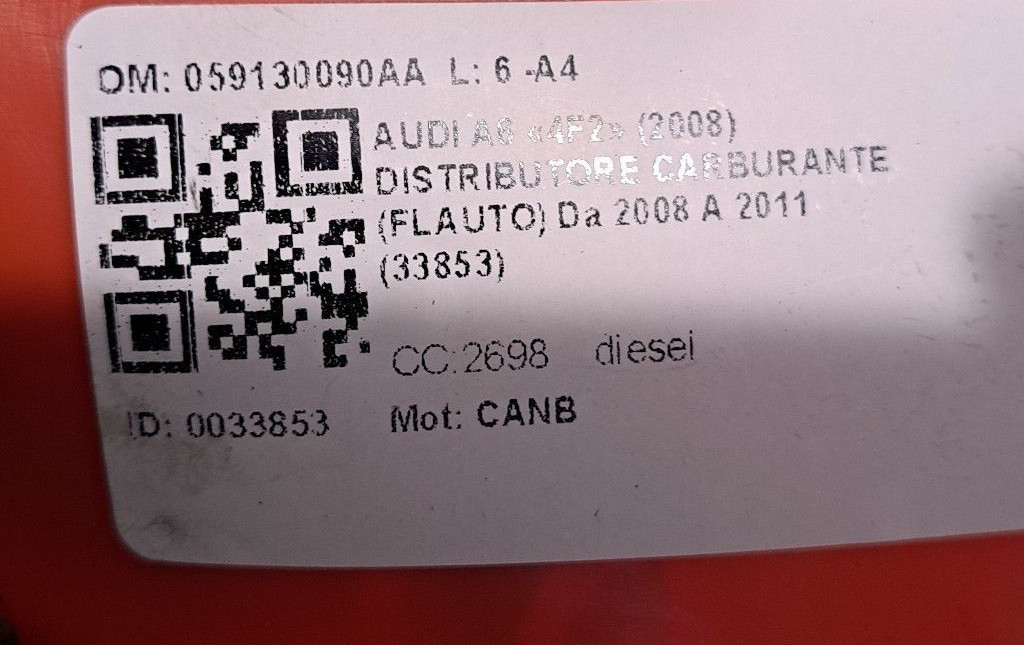 OM: 059130090AA L: 6 -A4
AUDI A6 «4F2» (2008)
DISTRIBUTORE CARBURANTE
(FLAUTO) Da 2008 A 2011
(33853)
CC:2698 diesel
ID: 0033853 Mot: CANB